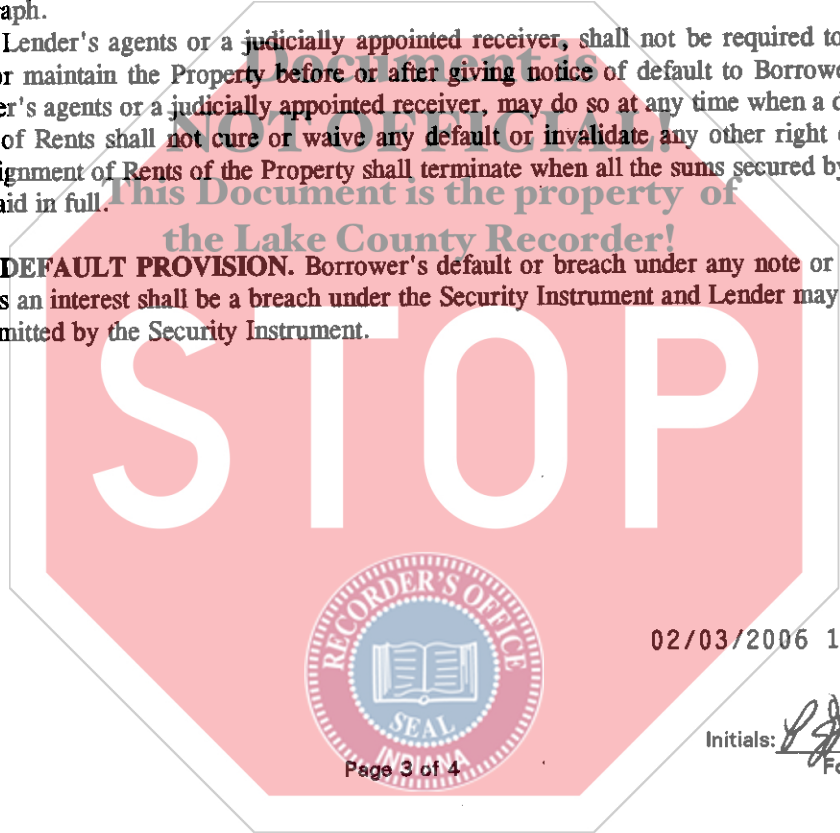 aph.
Lender's agents or a judicially appointed receiver, shall not be required to
or maintain the Property before or after giving notice of default to Borrowe
er's agents or a judicially appointed receiver, may do so at any time when a d
of Rents shall not cure or waive any default or invalidate any other right
ignment of Rents of the Property shall terminate when all the sums secured by
aid in full.
Document is
NOT OFFICIAL!
This Document is the property of
the Lake County Recorder!
DEFAULT PROVISION. Borrower's default or breach under any note or
s an interest shall be a breach under the Security Instrument and Lender may
mitted by the Security Instrument.
STOP
RECORDER'S OFFICE
SEAL
INDIANA
02/03/2006 1
Initials:
Fo
Page 3 of 4